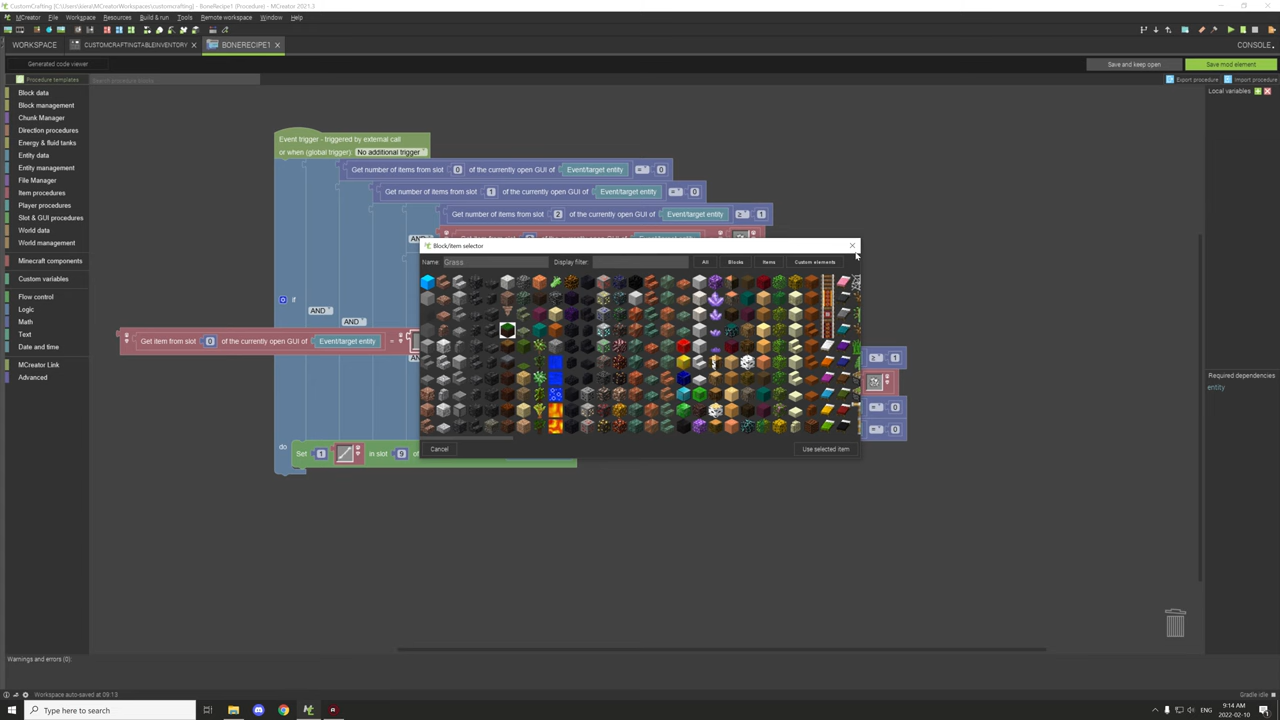 CustomCrafting [C:\Users\kiera\MCreatorWorkspaces\customcrafting] - BoneRecipe1 (Procedure) - MCreator 2021.3
MCreator File Workspace Resources Build & run Tools Remote workspace Window Help
WORKSPACE CUSTOMCRAFTINGTABLEINVENTORY BONERECIPE1 CONSOLE
Generated code viewer Save and keep open Save mod element
Procedure templates Export procedure Import procedure
Local variables
Block data
Block management
Chunk Manager
Direction procedures
Energy & fluid tanks
Entity data
Entity management
File Manager
Item procedures
Player procedures
Slot & GUI procedures
World data
World management
Minecraft components
Custom variables
Flow control
Logic
Math
Text
Date and time
MCreator Link
Advanced
Event trigger - triggered by external call
or when (global trigger) No additional trigger
Get number of items from slot 0 of the currently open GUI of Event/target entity = 0
Get number of items from slot 1 of the currently open GUI of Event/target entity = 0
Get number of items from slot 2 of the currently open GUI of Event/target entity ≥ 1
AND
Block/item selector
Name: Grass Display filter: All Blocks Items Custom elements
if
AND
AND
Get item from slot 0 of the currently open GUI of Event/target entity =
≥ 1
= 0
= 0
Cancel Use selected item
do Set 1 in slot 9 of
Required dependencies
entity
Warnings and errors (0):
Workspace auto-saved at 09:13 Gradle idle
Type here to search
ENG 9:14 AM
2022-02-10